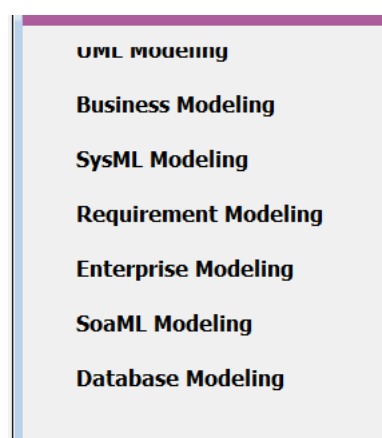 UML Modeling
Business Modeling
SysML Modeling
Requirement Modeling
Enterprise Modeling
SoaML Modeling
Database Modeling